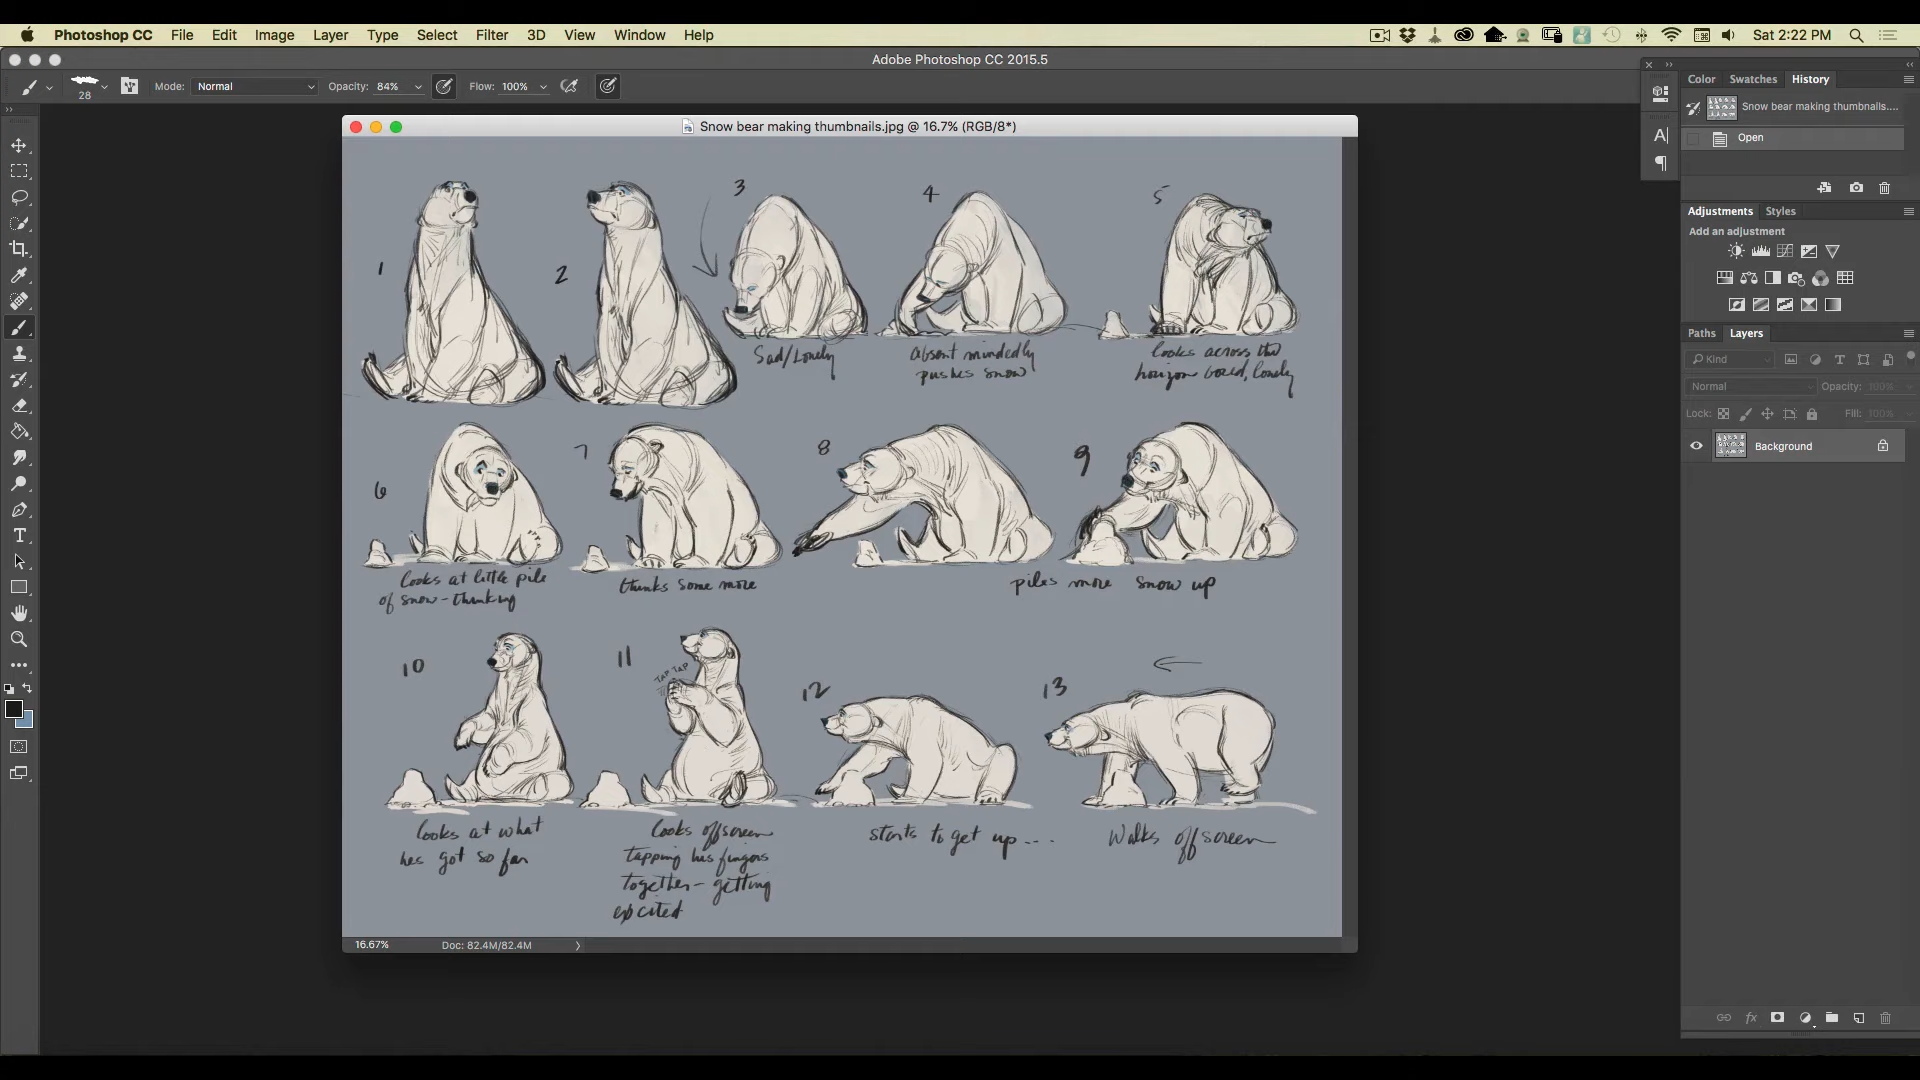 Photoshop CC File Edit Image Layer Type Select Filter 3D View Window Help Sat 2:22 PM
Adobe Photoshop CC 2015.5
28 Mode: Normal Opacity: 84% Flow: 100%
Color Swatches History
Snow bear making thumbnails....
Open
Adjustments Styles
Add an adjustment
Paths Layers
Kind
Normal Opacity: 100%
Lock: Fill: 100%
Background
Snow bear making thumbnails.jpg @ 16.7% (RGB/8*)
1
2
3
Sad/Lonely
4
absent mindedly
pushes snow
5
looks across the
horizon bored, lonely
6
looks at little pile
of snow - thinking
7
thinks some more
8
9
piles more snow up
10
looks at what
hes got so far
11
TAP TAP
looks offscreen
tapping his fingers
together - getting
excited
12
starts to get up ...
13
Walks off screen
16.67% Doc: 82.4M/82.4M